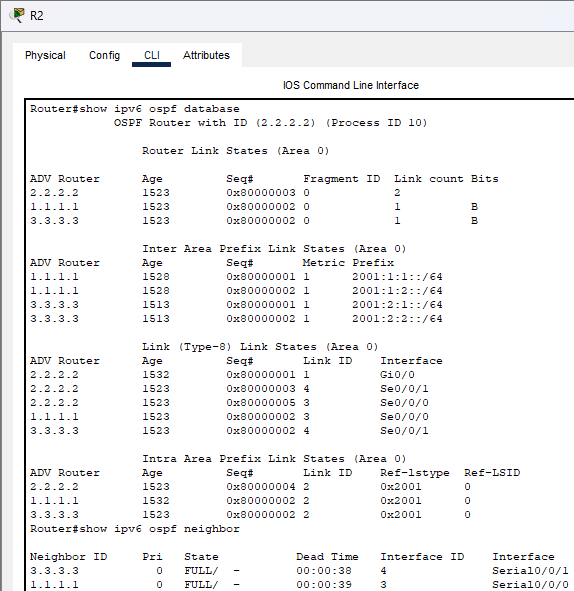 R2
Physical Config CLI Attributes
IOS Command Line Interface
Router#show ipv6 ospf database
OSPF Router with ID (2.2.2.2) (Process ID 10)
Router Link States (Area 0)
ADV Router Age Seq# Fragment ID Link count Bits
2.2.2.2 1523 0x80000003 0 2
1.1.1.1 1523 0x80000002 0 1 B
3.3.3.3 1523 0x80000002 0 1 B
Inter Area Prefix Link States (Area 0)
ADV Router Age Seq# Metric Prefix
1.1.1.1 1528 0x80000001 1 2001:1:1::/64
1.1.1.1 1528 0x80000002 1 2001:1:2::/64
3.3.3.3 1513 0x80000001 1 2001:2:1::/64
3.3.3.3 1513 0x80000002 1 2001:2:2::/64
Link (Type-8) Link States (Area 0)
ADV Router Age Seq# Link ID Interface
2.2.2.2 1532 0x80000001 1 Gi0/0
2.2.2.2 1523 0x80000003 4 Se0/0/1
2.2.2.2 1523 0x80000005 3 Se0/0/0
1.1.1.1 1523 0x80000002 3 Se0/0/0
3.3.3.3 1523 0x80000002 4 Se0/0/1
Intra Area Prefix Link States (Area 0)
ADV Router Age Seq# Link ID Ref-lstype Ref-LSID
2.2.2.2 1523 0x80000004 2 0x2001 0
1.1.1.1 1532 0x80000002 2 0x2001 0
3.3.3.3 1523 0x80000002 2 0x2001 0
Router#show ipv6 ospf neighbor
Neighbor ID Pri State Dead Time Interface ID Interface
3.3.3.3 0 FULL/ - 00:00:38 4 Serial0/0/1
1.1.1.1 0 FULL/ - 00:00:39 3 Serial0/0/0